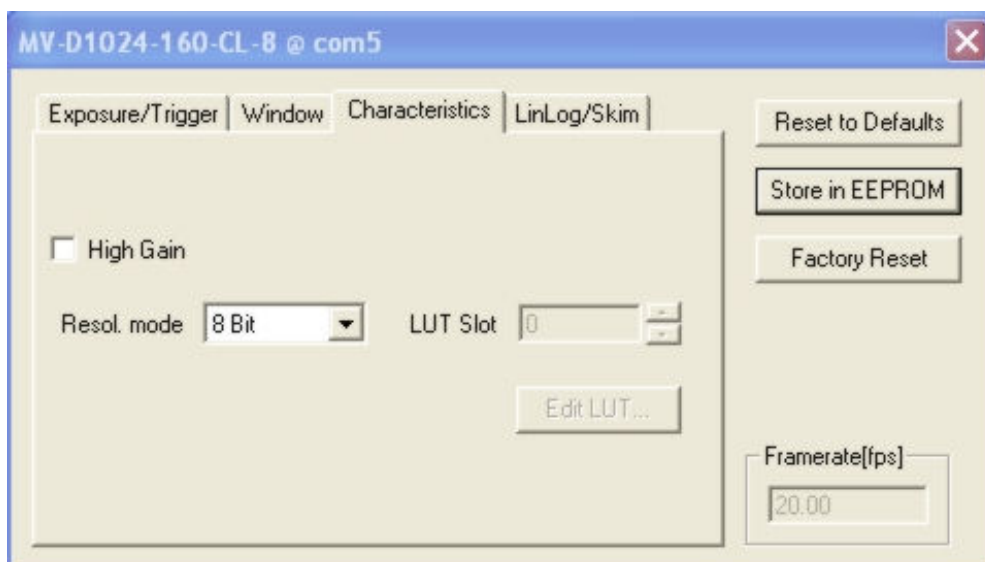 MV-D1024-160-CL-8 @ com5
Exposure/Trigger
Window
Characteristics
LinLog/Skim
High Gain
Resol. mode
8 Bit
LUT Slot
0
Edit LUT...
Reset to Defaults
Store in EEPROM
Factory Reset
Framerate[fps]
20.00